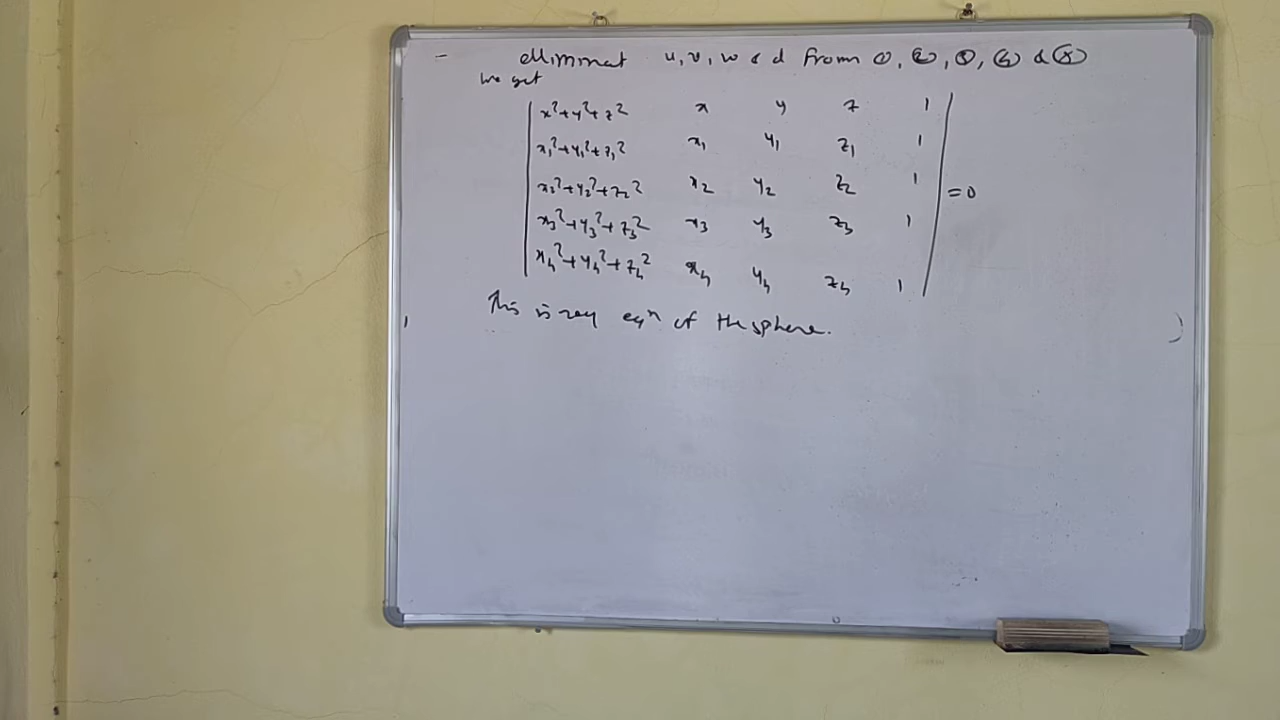 - elliminat u, v, w & d from ①, ②, ③, ④ & ⑤
we get
| x²+y²+z² x y z 1 |
| x₁²+y₁²+z₁² x₁ y₁ z₁ 1 |
| x₂²+y₂²+z₂² x₂ y₂ z₂ 1 | =0
| x₃²+y₃²+z₃² x₃ y₃ z₃ 1 |
| x₄²+y₄²+z₄² x₄ y₄ z₄ 1 |
This is req eqⁿ of the sphere.